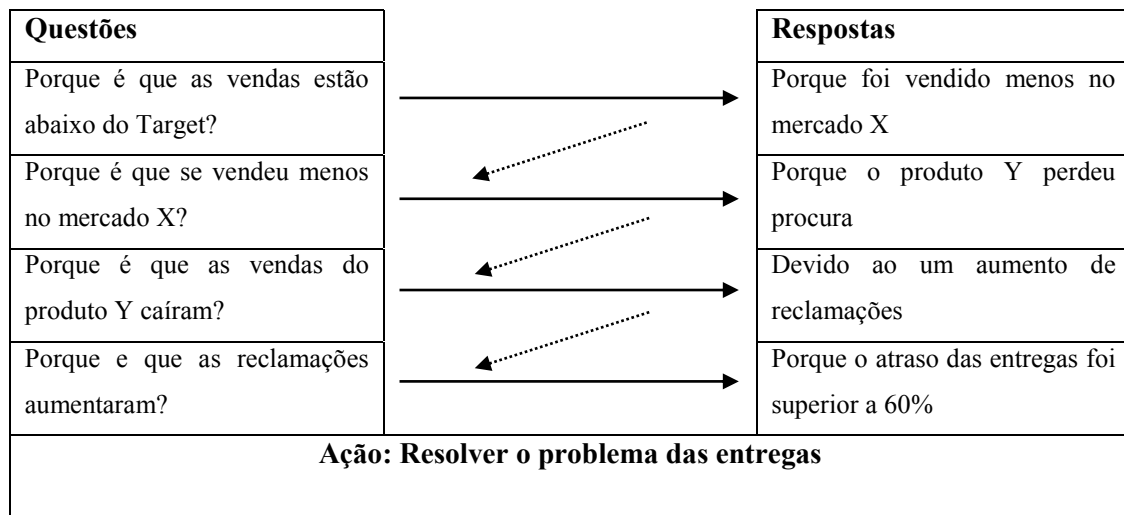 Questões
Respostas
Porque é que as vendas estão
abaixo do Target?
Porque foi vendido menos no
mercado X
Porque é que se vendeu menos
no mercado X?
Porque o produto Y perdeu
procura
Porque é que as vendas do
produto Y caíram?
Devido ao um aumento de
reclamações
Porque e que as reclamações
aumentaram?
Porque o atraso das entregas foi
superior a 60%
Ação: Resolver o problema das entregas